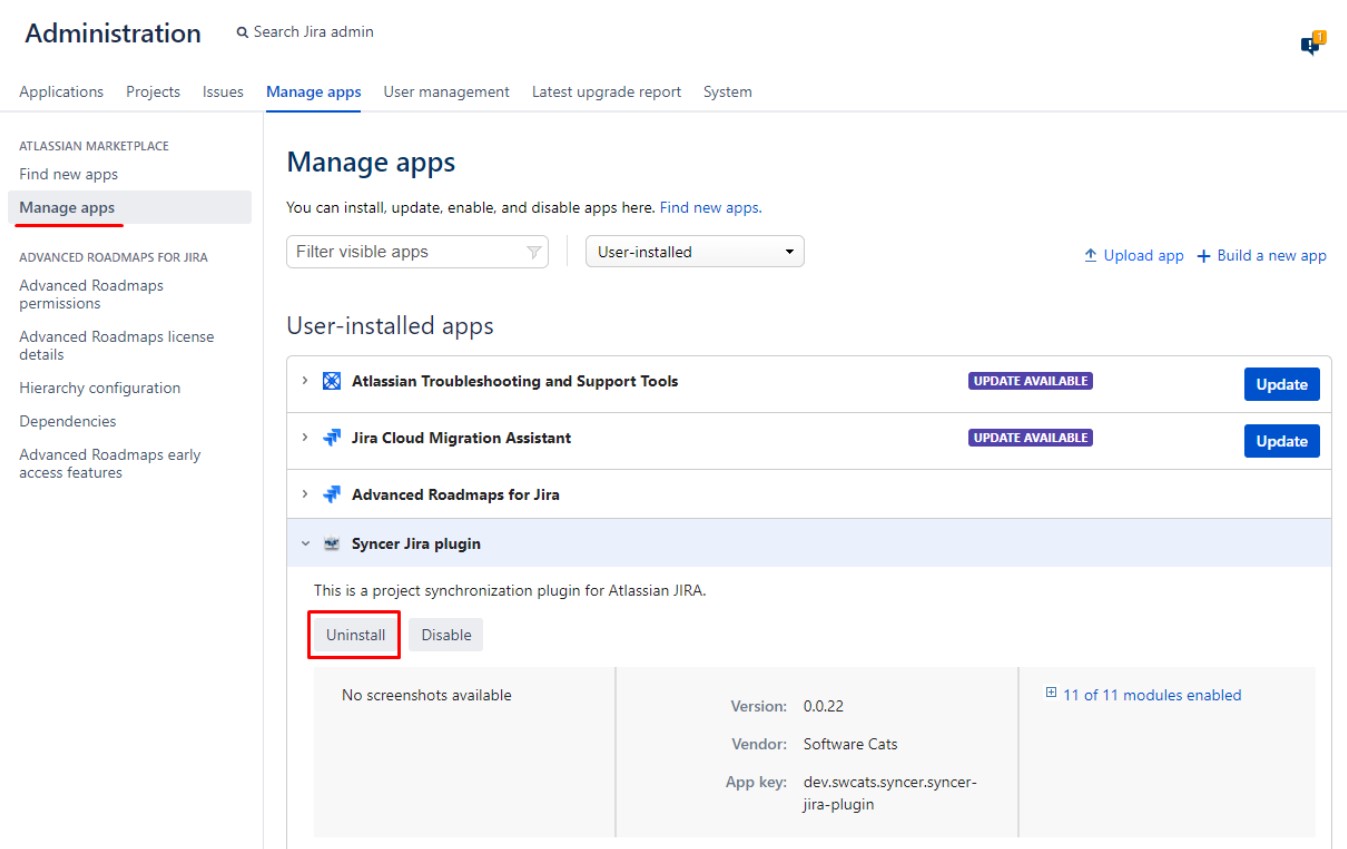 Administration
Search Jira admin
1
Applications Projects Issues Manage apps User management Latest upgrade report System
ATLASSIAN MARKETPLACE
Find new apps
Manage apps
ADVANCED ROADMAPS FOR JIRA
Advanced Roadmaps
permissions
Advanced Roadmaps license
details
Hierarchy configuration
Dependencies
Advanced Roadmaps early
access features
Manage apps
You can install, update, enable, and disable apps here. Find new apps.
Filter visible apps
User-installed
Upload app
Build a new app
User-installed apps
Atlassian Troubleshooting and Support Tools UPDATE AVAILABLE Update
Jira Cloud Migration Assistant UPDATE AVAILABLE Update
Advanced Roadmaps for Jira
Syncer Jira plugin
This is a project synchronization plugin for Atlassian JIRA.
Uninstall Disable
No screenshots available
Version: 0.0.22
Vendor: Software Cats
App key: dev.swcats.syncer.syncer-
jira-plugin
11 of 11 modules enabled